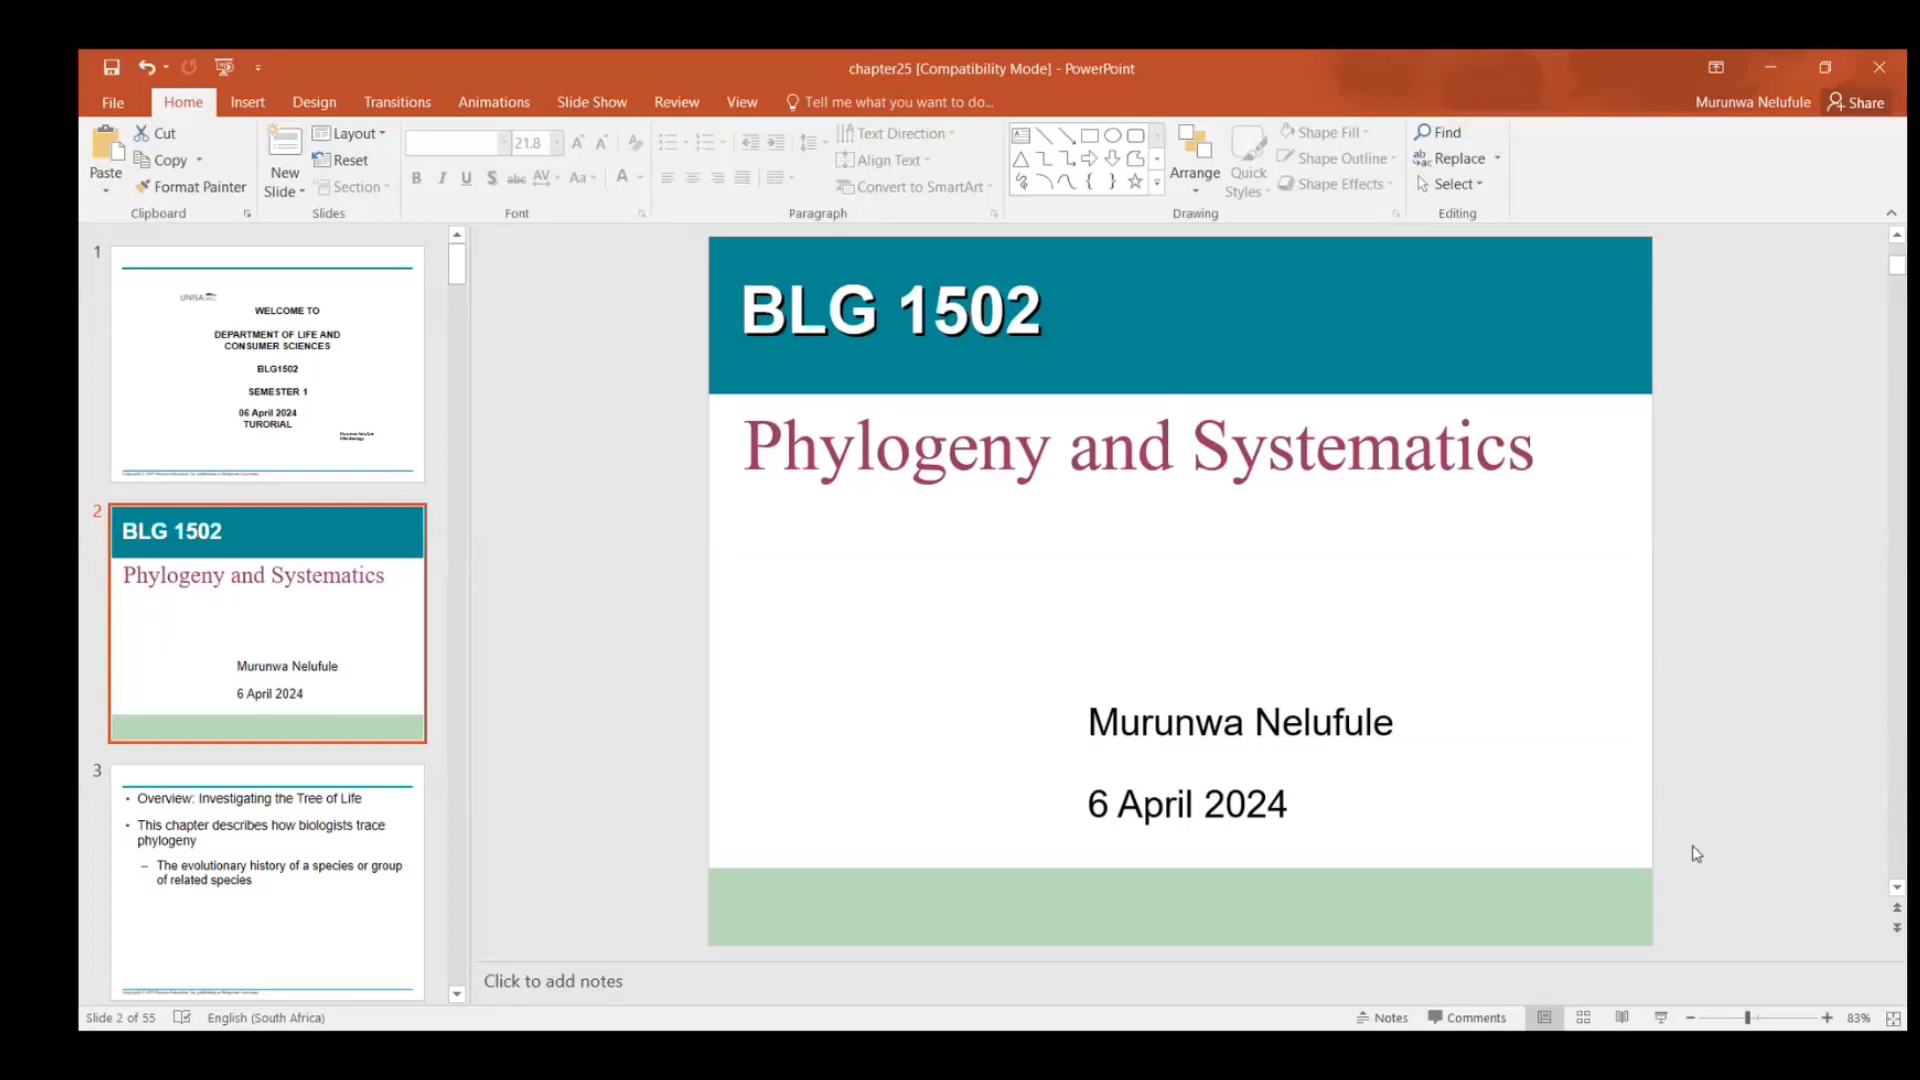 chapter25 [Compatibility Mode] - PowerPoint
File Home Insert Design Transitions Animations Slide Show Review View Tell me what you want to do... Murunwa Nelufule Share
Paste
Cut
Copy
Format Painter
Clipboard
New Slide
Layout
Reset
Section
Slides
21.8
B I U S abc AV Aa A
Font
Text Direction
Align Text
Convert to SmartArt
Paragraph
Arrange
Quick Styles
Shape Fill
Shape Outline
Shape Effects
Drawing
Find
Replace
Select
Editing
1
UNISA
WELCOME TO
DEPARTMENT OF LIFE AND
CONSUMER SCIENCES
BLG1502
SEMESTER 1
06 April 2024
TURORIAL
2
BLG 1502
Phylogeny and Systematics
Murunwa Nelufule
6 April 2024
3
• Overview: Investigating the Tree of Life
• This chapter describes how biologists trace
phylogeny
– The evolutionary history of a species or group
of related species
BLG 1502
Phylogeny and Systematics
Murunwa Nelufule
6 April 2024
Click to add notes
Slide 2 of 55 English (South Africa) Notes Comments 83%